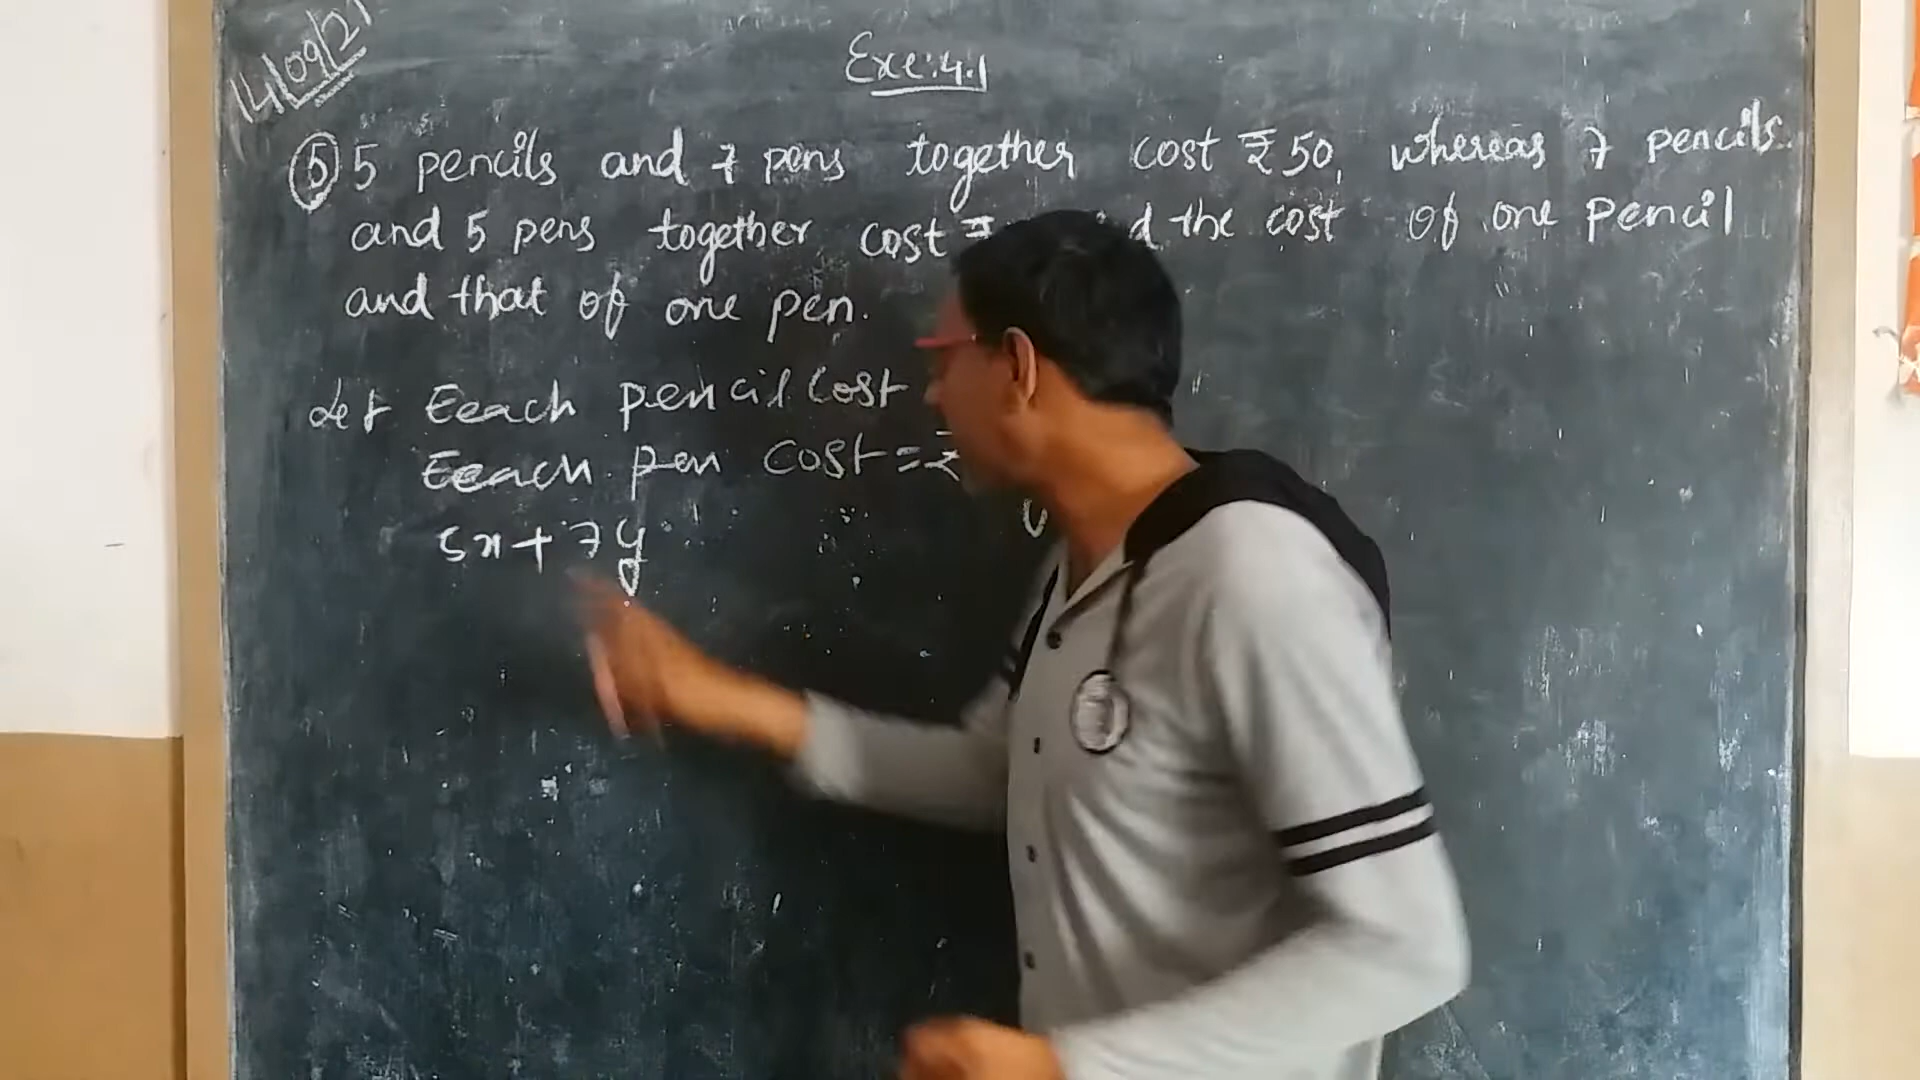 14/09/21
Exe:4.1
⑤ 5 pencils and 7 pens together cost ₹50, whereas 7 pencils
and 5 pens together cost ₹ the cost of one pencil
and that of one pen.
Let Eeach pencil Cost
Eeach pen cost = ₹
5x + 7y